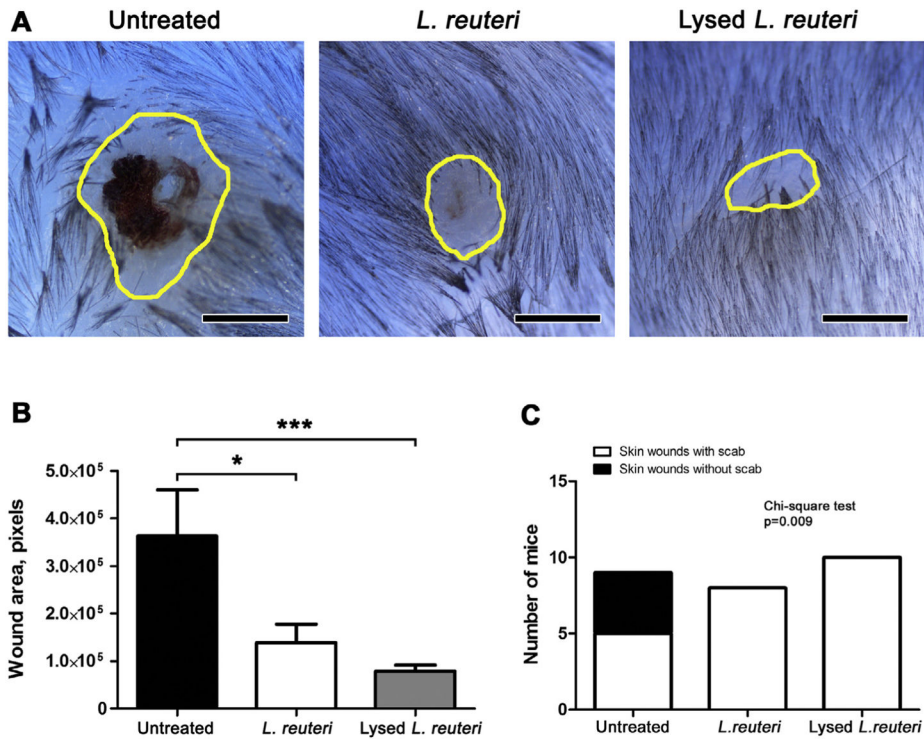 A
Untreated
L. reuteri
Lysed L. reuteri
B
***
*
Wound area, pixels
5.0×10⁵
4.0×10⁵
3.0×10⁵
2.0×10⁵
1.0×10⁵
0
Untreated
L. reuteri
Lysed L. reuteri
C
Skin wounds with scab
Skin wounds without scab
Chi-square test
p=0.009
Number of mice
15
10
5
0
Untreated
L.reuteri
Lysed L.reuteri